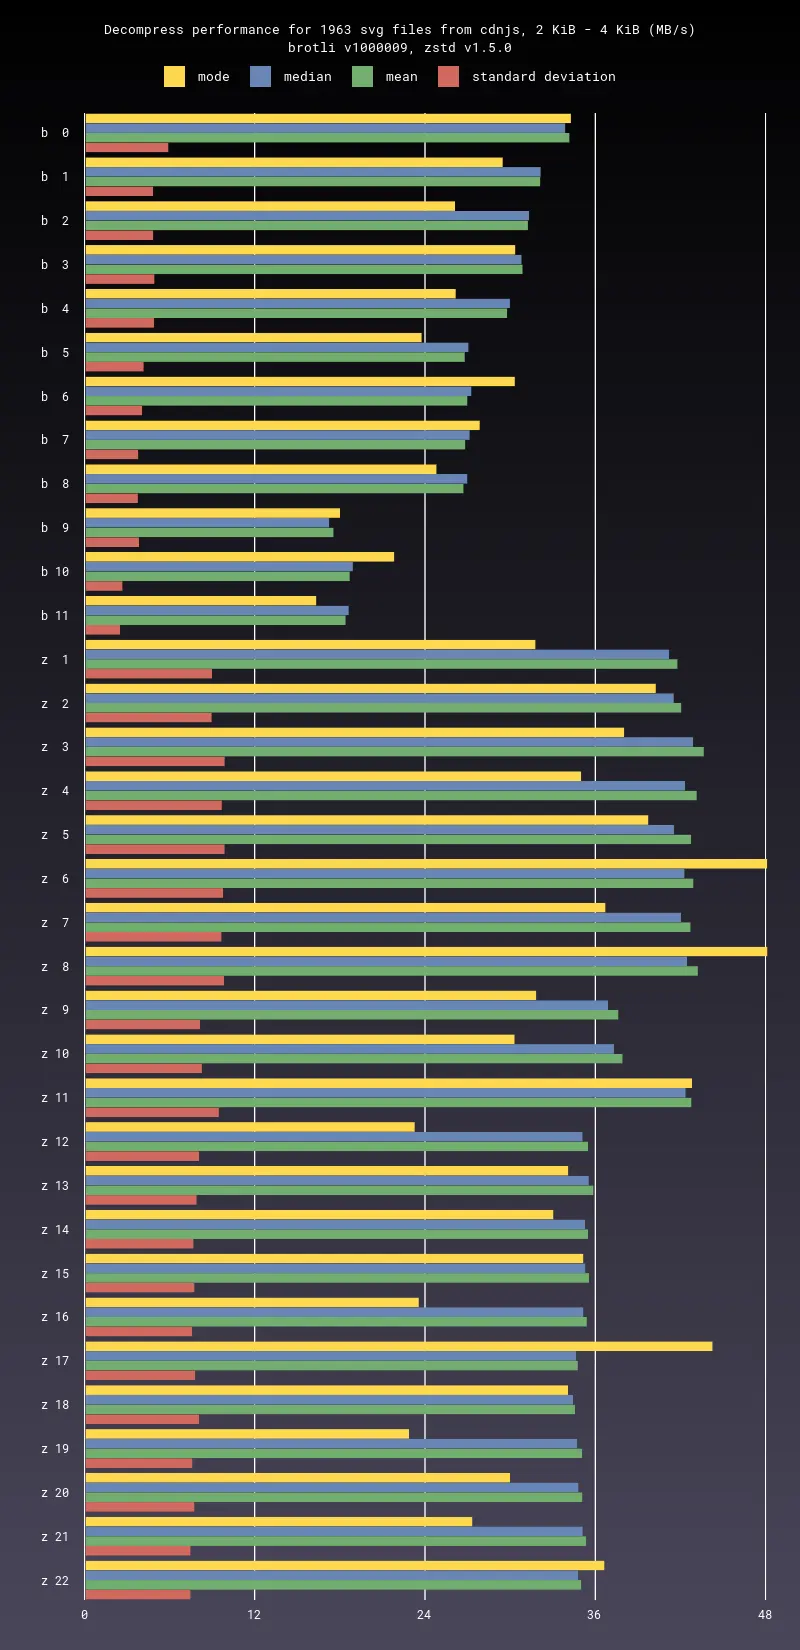 Decompress performance for 1963 svg files from cdnjs, 2 KiB - 4 KiB (MB/s)
brotli v1000009, zstd v1.5.0
mode median mean standard deviation
b 0
b 1
b 2
b 3
b 4
b 5
b 6
b 7
b 8
b 9
b 10
b 11
z 1
z 2
z 3
z 4
z 5
z 6
z 7
z 8
z 9
z 10
z 11
z 12
z 13
z 14
z 15
z 16
z 17
z 18
z 19
z 20
z 21
z 22
0 12 24 36 48